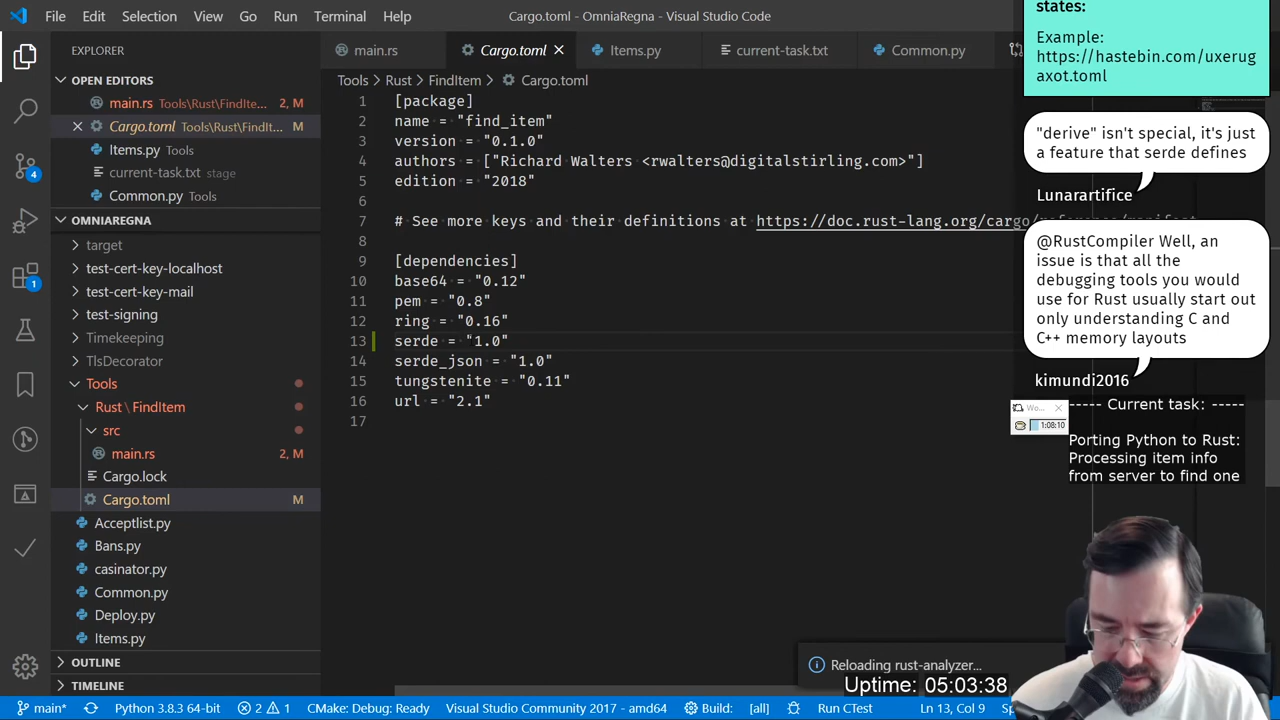 File Edit Selection View Go Run Terminal Help
Cargo.toml - OmniaRegna - Visual Studio Code
EXPLORER
OPEN EDITORS
main.rs Tools\Rust\FindIte... 2, M
Cargo.toml Tools\Rust\FindIt... M
Items.py Tools
current-task.txt stage
Common.py Tools
OMNIAREGNA
target
test-cert-key-localhost
test-cert-key-mail
test-signing
Timekeeping
TlsDecorator
Tools
Rust \ FindItem
src
main.rs 2, M
Cargo.lock
Cargo.toml M
Acceptlist.py
Bans.py
casinator.py
Common.py
Deploy.py
Items.py
OUTLINE
TIMELINE
4
1
main.rs Cargo.toml Items.py current-task.txt Common.py
Tools > Rust > FindItem > Cargo.toml
1 [package]
2 name = "find_item"
3 version = "0.1.0"
4 authors = ["Richard Walters <rwalters@digitalstirling.com>"]
5 edition = "2018"
6
7 # See more keys and their definitions at https://doc.rust-lang.org/cargo/reference/manifest
8
9 [dependencies]
10 base64 = "0.12"
11 pem = "0.8"
12 ring = "0.16"
13 serde = "1.0"
14 serde_json = "1.0"
15 tungstenite = "0.11"
16 url = "2.1"
17
states:
Example:
https://hastebin.com/uxerug
axot.toml
"derive" isn't special, it's just
a feature that serde defines
Lunarartifice
@RustCompiler Well, an
issue is that all the
debugging tools you would
use for Rust usually start out
only understanding C and
C++ memory layouts
kimundi2016
Wo...
1:08:10
----- Current task: -----
Porting Python to Rust:
Processing item info
from server to find one
Reloading rust-analyzer...
Uptime: 05:03:38
main* Python 3.8.3 64-bit 2 1 CMake: Debug: Ready Visual Studio Community 2017 - amd64 Build: [all] Run CTest Ln 13, Col 9